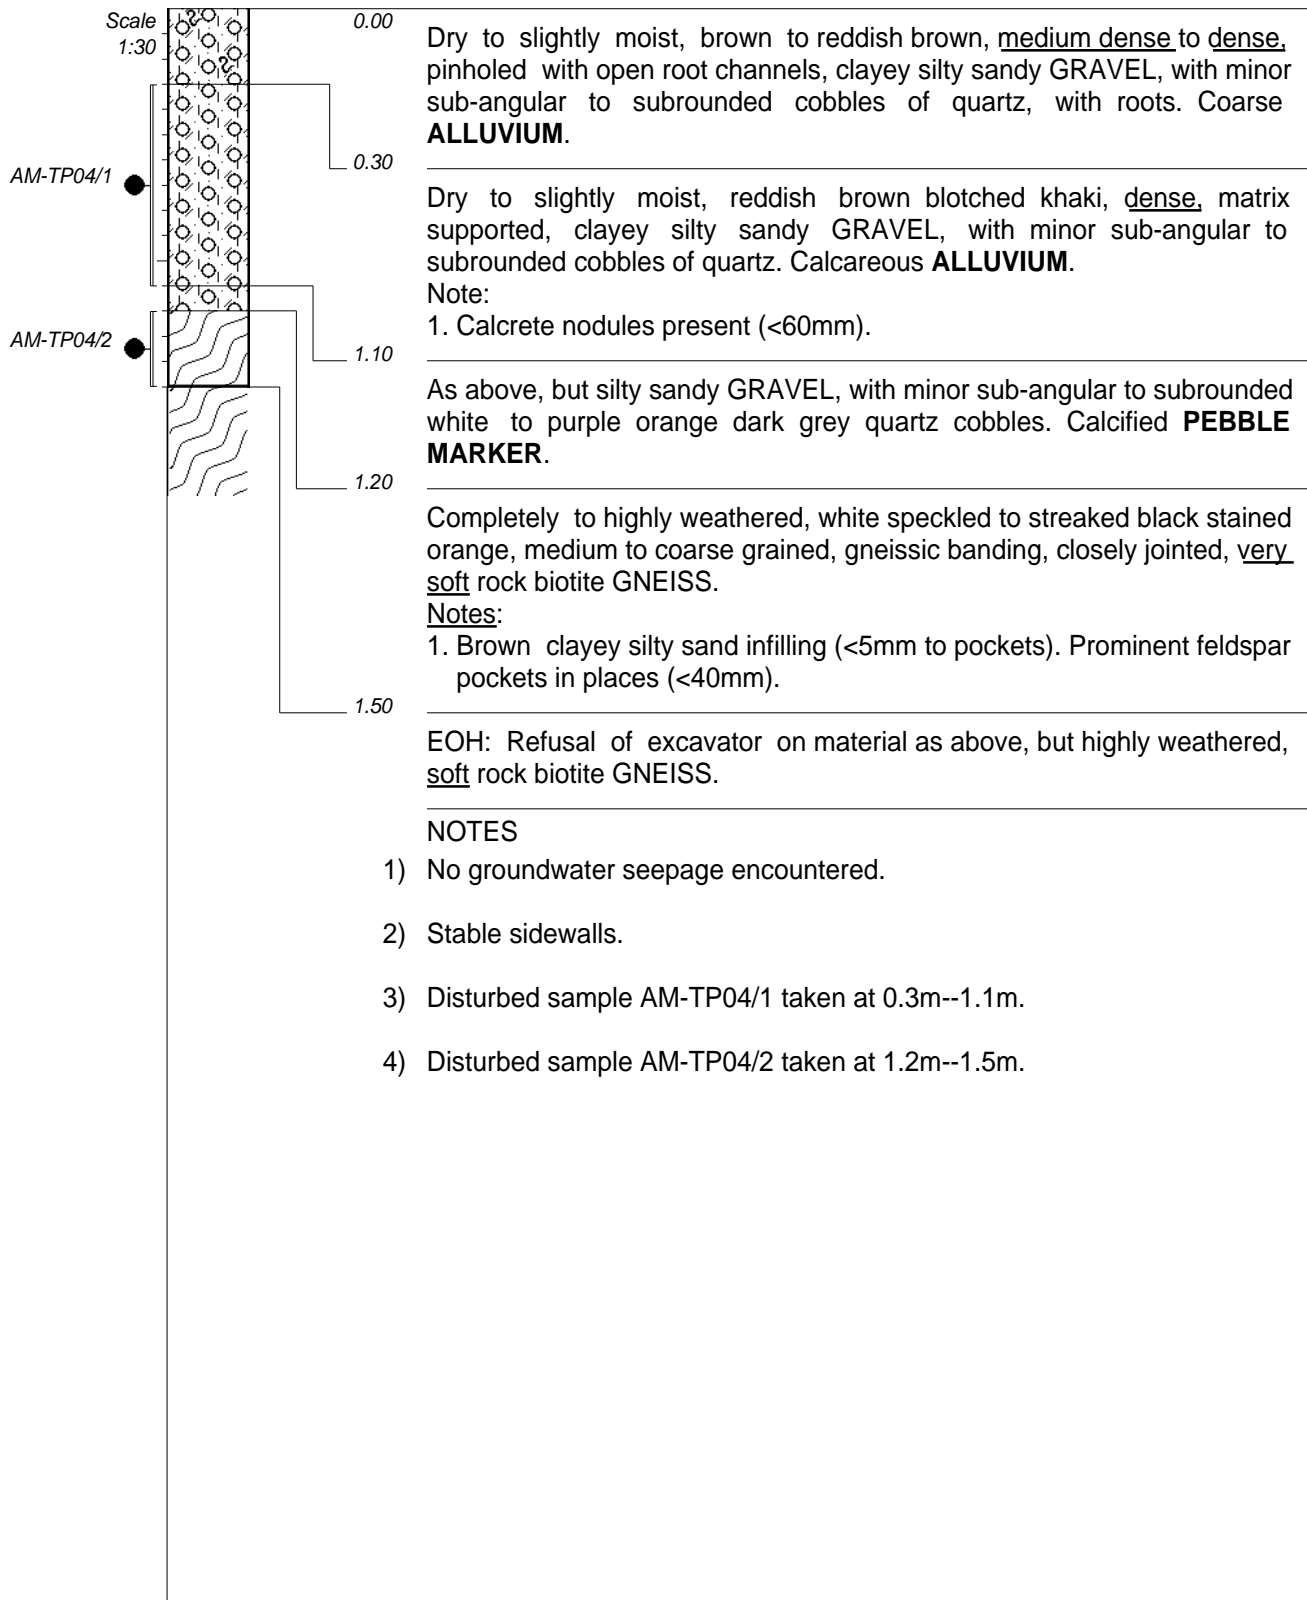 Scale
1:30
0.00
Dry to slightly moist, brown to reddish brown, medium dense to dense,
pinholed with open root channels, clayey silty sandy GRAVEL, with minor
sub-angular to subrounded cobbles of quartz, with roots. Coarse
ALLUVIUM.
AM-TP04/1
0.30
Dry to slightly moist, reddish brown blotched khaki, dense, matrix
supported, clayey silty sandy GRAVEL, with minor sub-angular to
subrounded cobbles of quartz. Calcareous ALLUVIUM.
Note:
1. Calcrete nodules present (<60mm).
AM-TP04/2
1.10
As above, but silty sandy GRAVEL, with minor sub-angular to subrounded
white to purple orange dark grey quartz cobbles. Calcified PEBBLE
MARKER.
1.20
Completely to highly weathered, white speckled to streaked black stained
orange, medium to coarse grained, gneissic banding, closely jointed, very
soft rock biotite GNEISS.
Notes:
1. Brown clayey silty sand infilling (<5mm to pockets). Prominent feldspar
pockets in places (<40mm).
1.50
EOH: Refusal of excavator on material as above, but highly weathered,
soft rock biotite GNEISS.
NOTES
1) No groundwater seepage encountered.
2) Stable sidewalls.
3) Disturbed sample AM-TP04/1 taken at 0.3m--1.1m.
4) Disturbed sample AM-TP04/2 taken at 1.2m--1.5m.